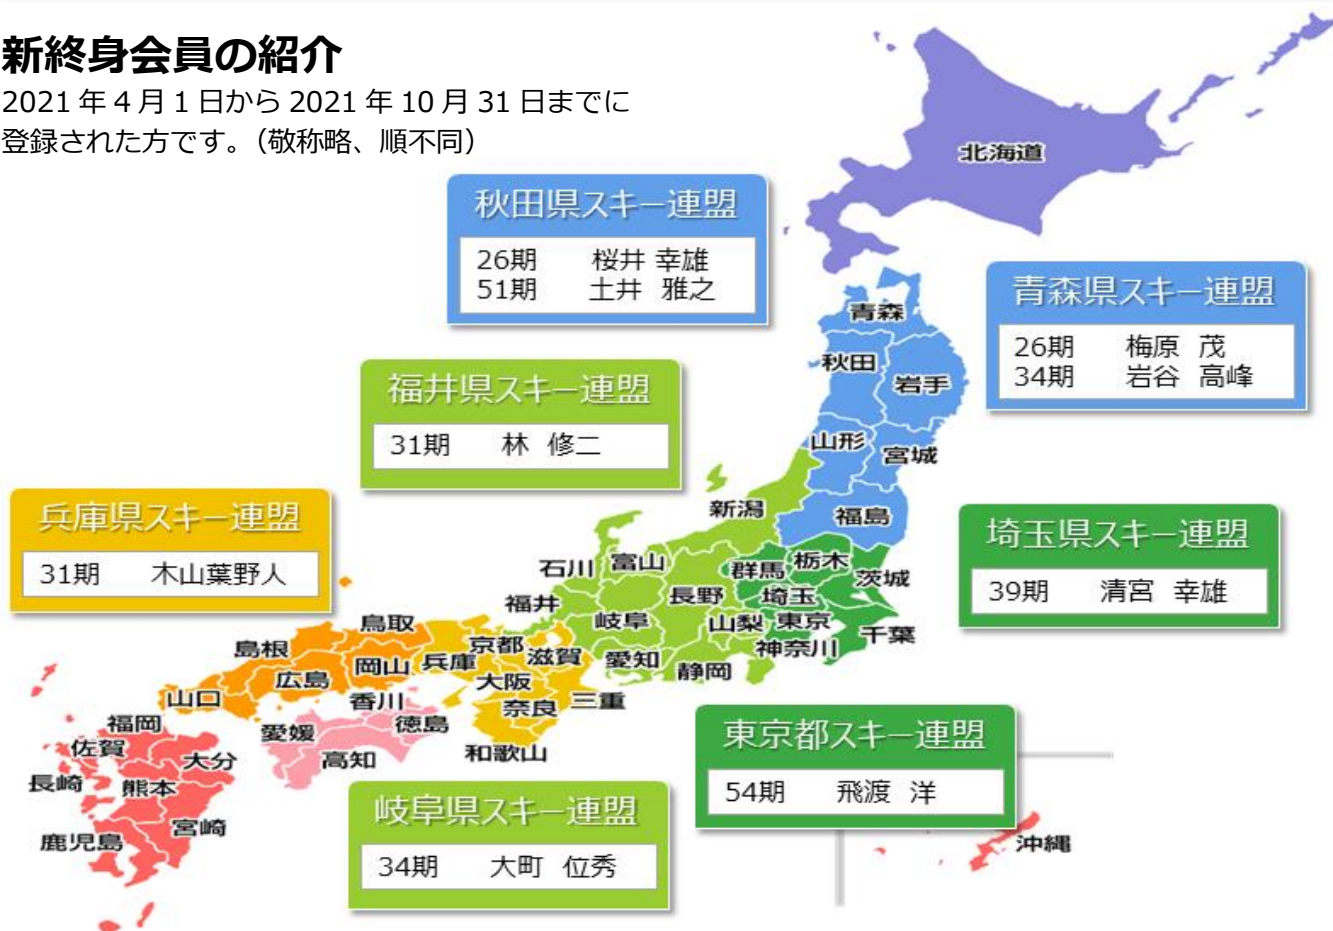 新終身会員の紹介
2021年4月1日から2021年10月31日までに
登録された方です。（敬称略、順不同）
北海道
秋田県スキー連盟
26期 桜井 幸雄
51期 土井 雅之
青森県スキー連盟
26期 梅原 茂
34期 岩谷 高峰
青森
秋田
岩手
山形
宮城
福井県スキー連盟
31期 林 修二
新潟
福島
兵庫県スキー連盟
31期 木山葉野人
埼玉県スキー連盟
39期 清宮 幸雄
石川
富山
群馬
栃木
茨城
福井
長野
埼玉
岐阜
山梨
東京
千葉
神奈川
鳥取
島根
岡山
兵庫
京都
滋賀
愛知
静岡
広島
大阪
山口
香川
奈良
三重
福岡
愛媛
徳島
佐賀
大分
高知
和歌山
長崎
熊本
宮崎
鹿児島
東京都スキー連盟
54期 飛渡 洋
岐阜県スキー連盟
34期 大町 位秀
沖縄